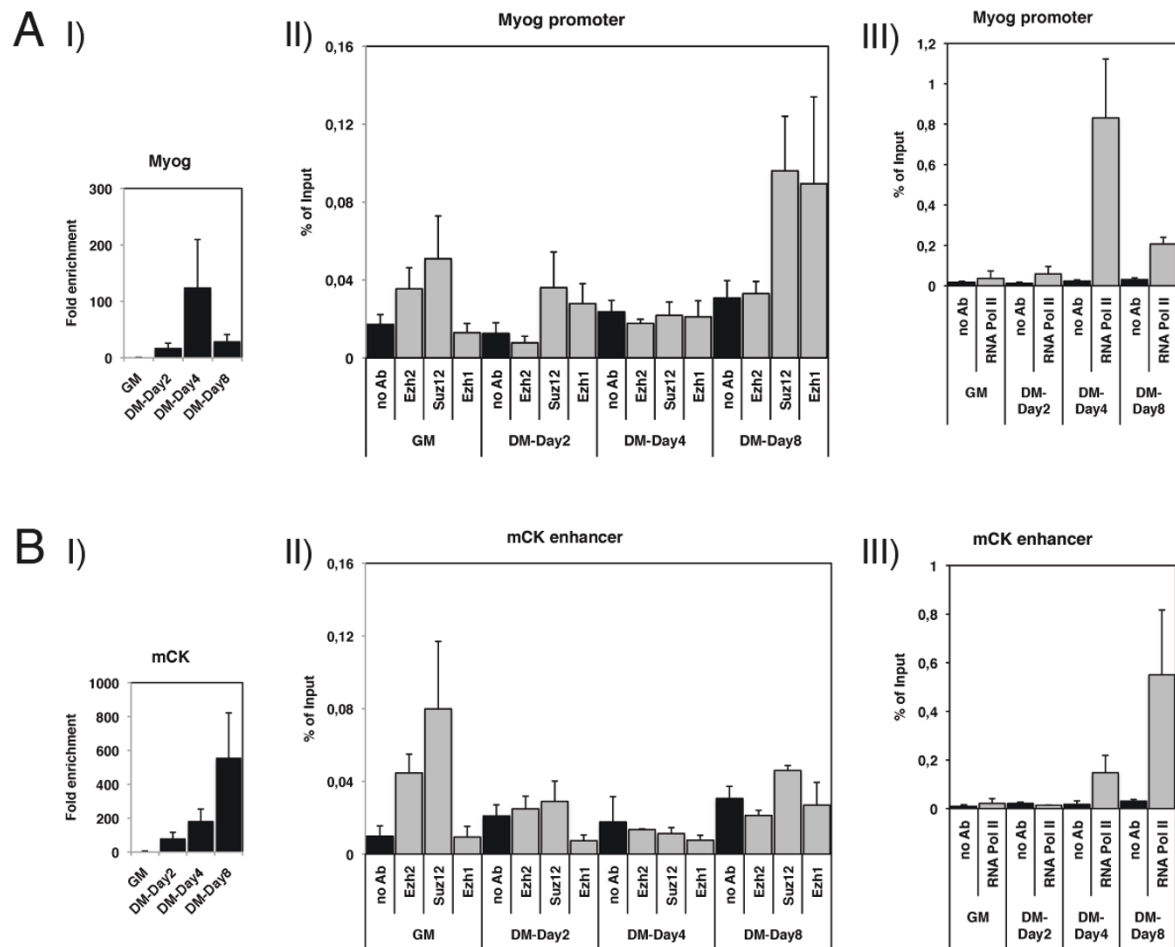 A I)
Myog
Fold enrichment
300
200
100
0
GM
DM-Day2
DM-Day4
DM-Day8
II)
Myog promoter
% of Input
0,16
0,12
0,08
0,04
0
no Ab
Ezh2
Suz12
Ezh1
no Ab
Ezh2
Suz12
Ezh1
no Ab
Ezh2
Suz12
Ezh1
no Ab
Ezh2
Suz12
Ezh1
GM
DM-Day2
DM-Day4
DM-Day8
III)
Myog promoter
% of Input
1,2
1
0,8
0,6
0,4
0,2
0
no Ab
RNA Pol II
no Ab
RNA Pol II
no Ab
RNA Pol II
no Ab
RNA Pol II
GM
DM-
Day2
DM-
Day4
DM-
Day8
B I)
mCK
Fold enrichment
1000
800
600
400
200
0
GM
DM-Day2
DM-Day4
DM-Day8
II)
mCK enhancer
% of Input
0,16
0,12
0,08
0,04
0
no Ab
Ezh2
Suz12
Ezh1
no Ab
Ezh2
Suz12
Ezh1
no Ab
Ezh2
Suz12
Ezh1
no Ab
Ezh2
Suz12
Ezh1
GM
DM-Day2
DM-Day4
DM-Day8
III)
mCK enhancer
% of Input
1
0,8
0,6
0,4
0,2
0
no Ab
RNA Pol II
no Ab
RNA Pol II
no Ab
RNA Pol II
no Ab
RNA Pol II
GM
DM-
Day2
DM-
Day4
DM-
Day8